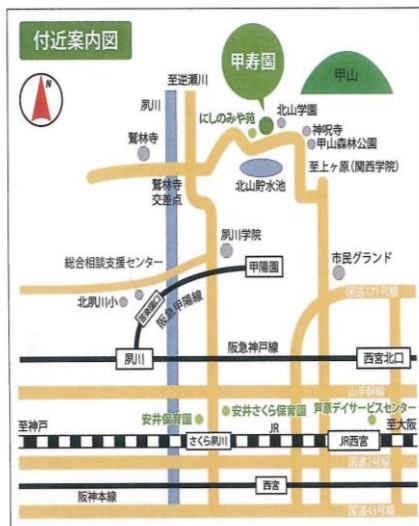 付近案内図
N
至逆瀬川
夙川
甲寿園
甲山
にしのみや苑
北山学園
神呪寺
甲山森林公園
鷲林寺
至上ヶ原（関西学院）
鷲林寺
交差点
北山貯水池
夙川学院
総合相談支援センター
甲陽園
市民グランド
北夙川小
苦楽園口
阪急甲陽線
国道171号線
阪急神戸線
夙川
西宮北口
山手幹線
安井保育園
安井さくら保育園
芦原デイサービスセンター
至神戸
さくら夙川
JR
JR西宮
至大阪
国道2号線
西宮
阪神本線
国道43号線